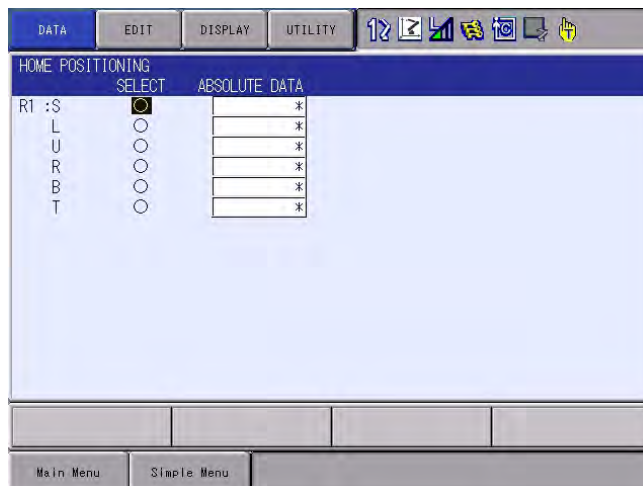 DATA EDIT DISPLAY UTILITY
HOME POSITIONING
SELECT ABSOLUTE DATA
R1 :S *
L *
U *
R *
B *
T *
Main Menu Simple Menu